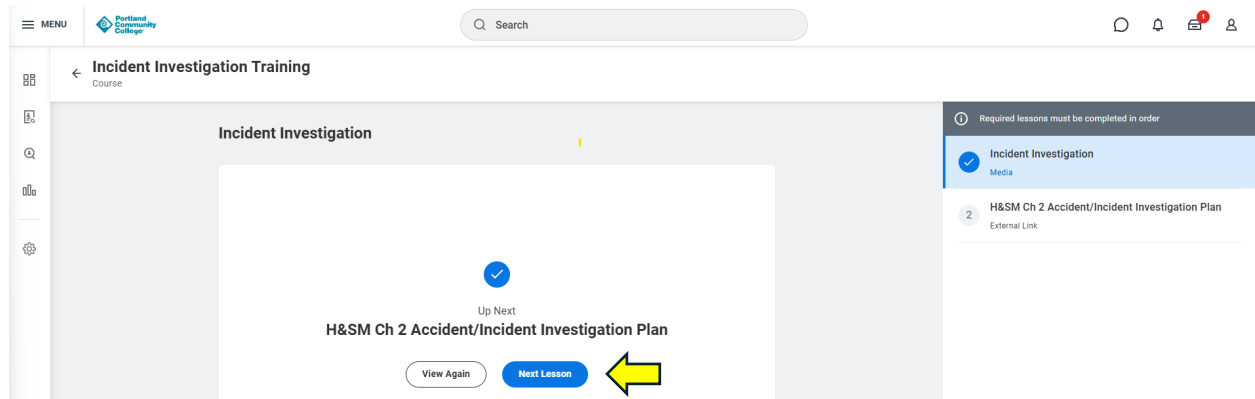 MENU
Portland
Community
College
Search
1
Incident Investigation Training
Course
Incident Investigation
Up Next
H&SM Ch 2 Accident/Incident Investigation Plan
View Again
Next Lesson
Required lessons must be completed in order
Incident Investigation
Media
2
H&SM Ch 2 Accident/Incident Investigation Plan
External Link